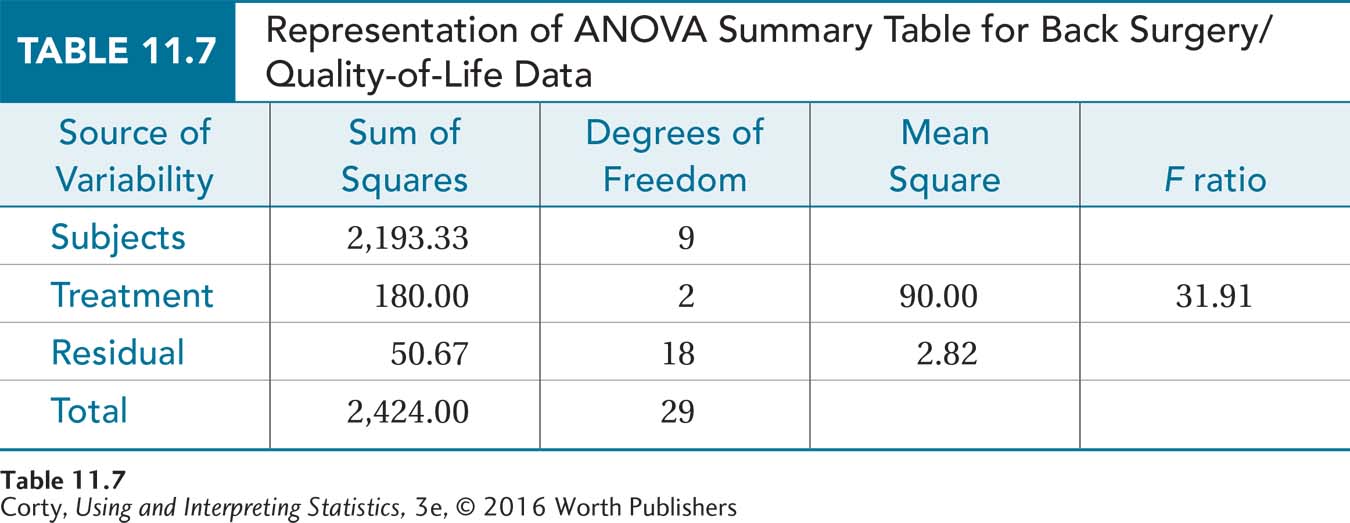 TABLE 11.7
Representation of ANOVA Summary Table for Back Surgery/
Quality-of-Life Data
Source of Variability Sum of Squares Degrees of Freedom Mean Square F ratio
Subjects 2,193.33 9
Treatment 180.00 2 90.00 31.91
Residual 50.67 18 2.82
Total 2,424.00 29
Table 11.7
Corty, Using and Interpreting Statistics, 3e, © 2016 Worth Publishers